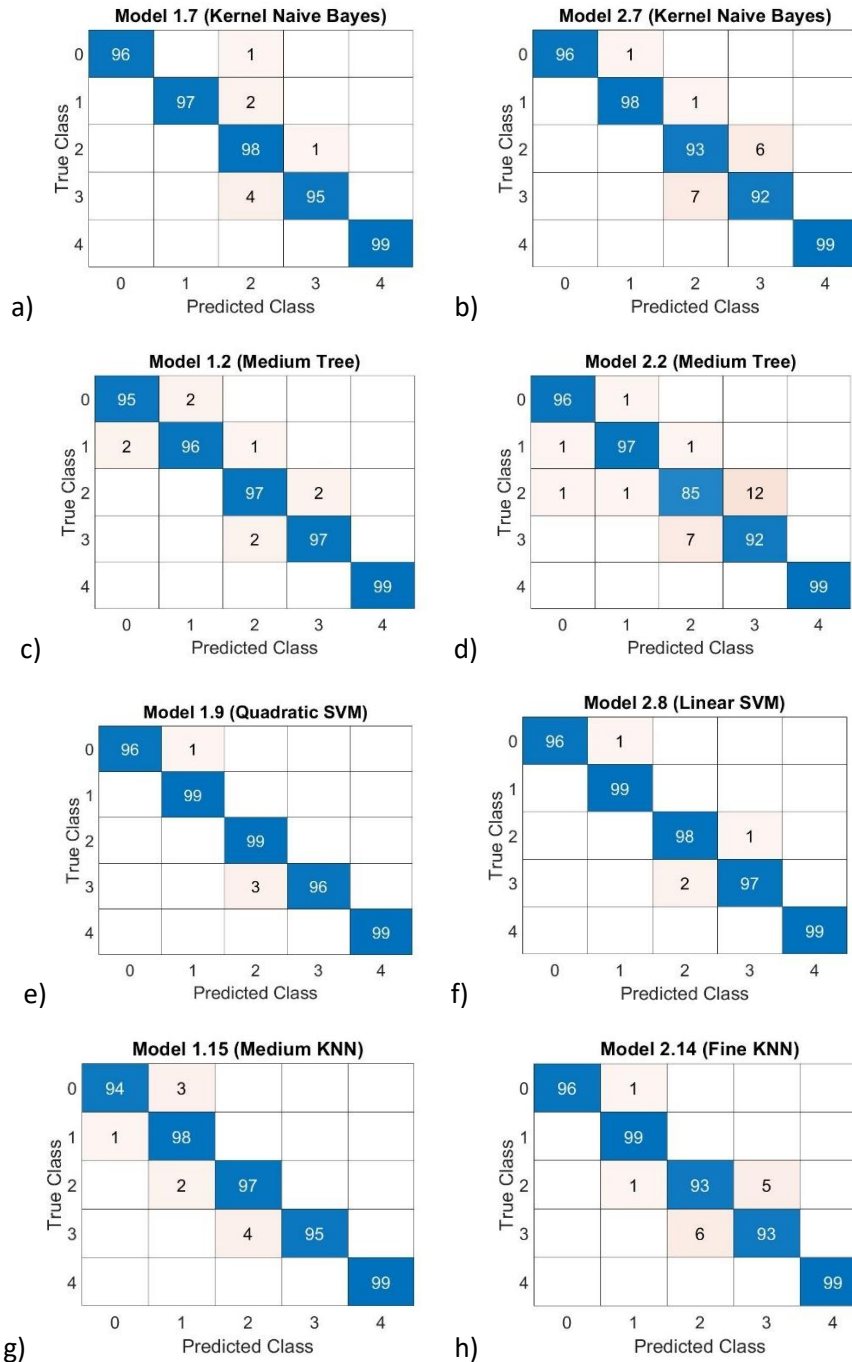 Model 1.7 (Kernel Naive Bayes)
True Class
0 96 1
1 97 2
2 98 1
3 4 95
4 99
0 1 2 3 4
Predicted Class
a)
Model 2.7 (Kernel Naive Bayes)
True Class
0 96 1
1 98 1
2 93 6
3 7 92
4 99
0 1 2 3 4
Predicted Class
b)
Model 1.2 (Medium Tree)
True Class
0 95 2
1 2 96 1
2 97 2
3 2 97
4 99
0 1 2 3 4
Predicted Class
c)
Model 2.2 (Medium Tree)
True Class
0 96 1
1 1 97 1
2 1 1 85 12
3 7 92
4 99
0 1 2 3 4
Predicted Class
d)
Model 1.9 (Quadratic SVM)
True Class
0 96 1
1 99
2 99
3 3 96
4 99
0 1 2 3 4
Predicted Class
e)
Model 2.8 (Linear SVM)
True Class
0 96 1
1 99
2 98 1
3 2 97
4 99
0 1 2 3 4
Predicted Class
f)
Model 1.15 (Medium KNN)
True Class
0 94 3
1 1 98
2 2 97
3 4 95
4 99
0 1 2 3 4
Predicted Class
g)
Model 2.14 (Fine KNN)
True Class
0 96 1
1 99
2 1 93 5
3 6 93
4 99
0 1 2 3 4
Predicted Class
h)